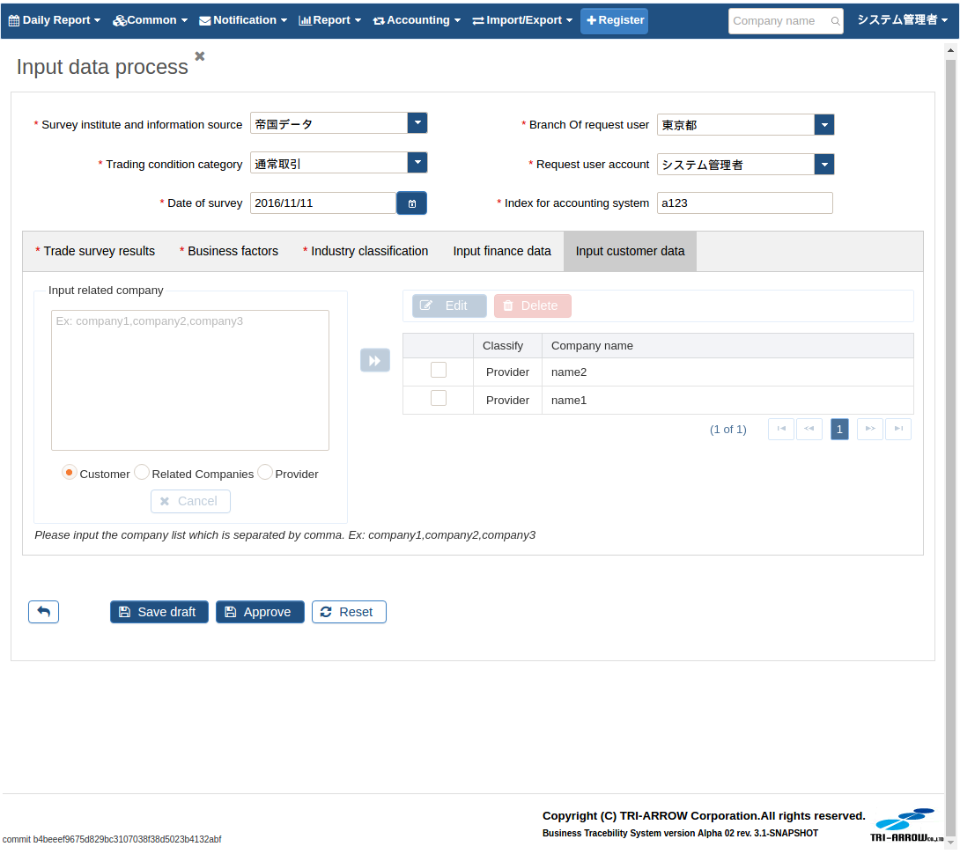 Daily Report Common Notification Report Accounting Import/Export Register Company name システム管理者
Input data process
* Survey institute and information source 帝国データ * Branch Of request user 東京都
* Trading condition category 通常取引 * Request user account システム管理者
* Date of survey 2016/11/11 * Index for accounting system a123
* Trade survey results * Business factors * Industry classification Input finance data Input customer data
Input related company
Ex: company1,company2,company3
Edit Delete
Classify Company name
Provider name2
Provider name1
(1 of 1) 1
Customer Related Companies Provider
Cancel
Please input the company list which is separated by comma. Ex: company1,company2,company3
Save draft Approve Reset
Copyright (C) TRI-ARROW Corporation.All rights reserved.
Business Tracebility System version Alpha 02 rev. 3.1-SNAPSHOT
TRI-ARROW
commit b4beeef9675d829bc3107038f38d5023b4132abf